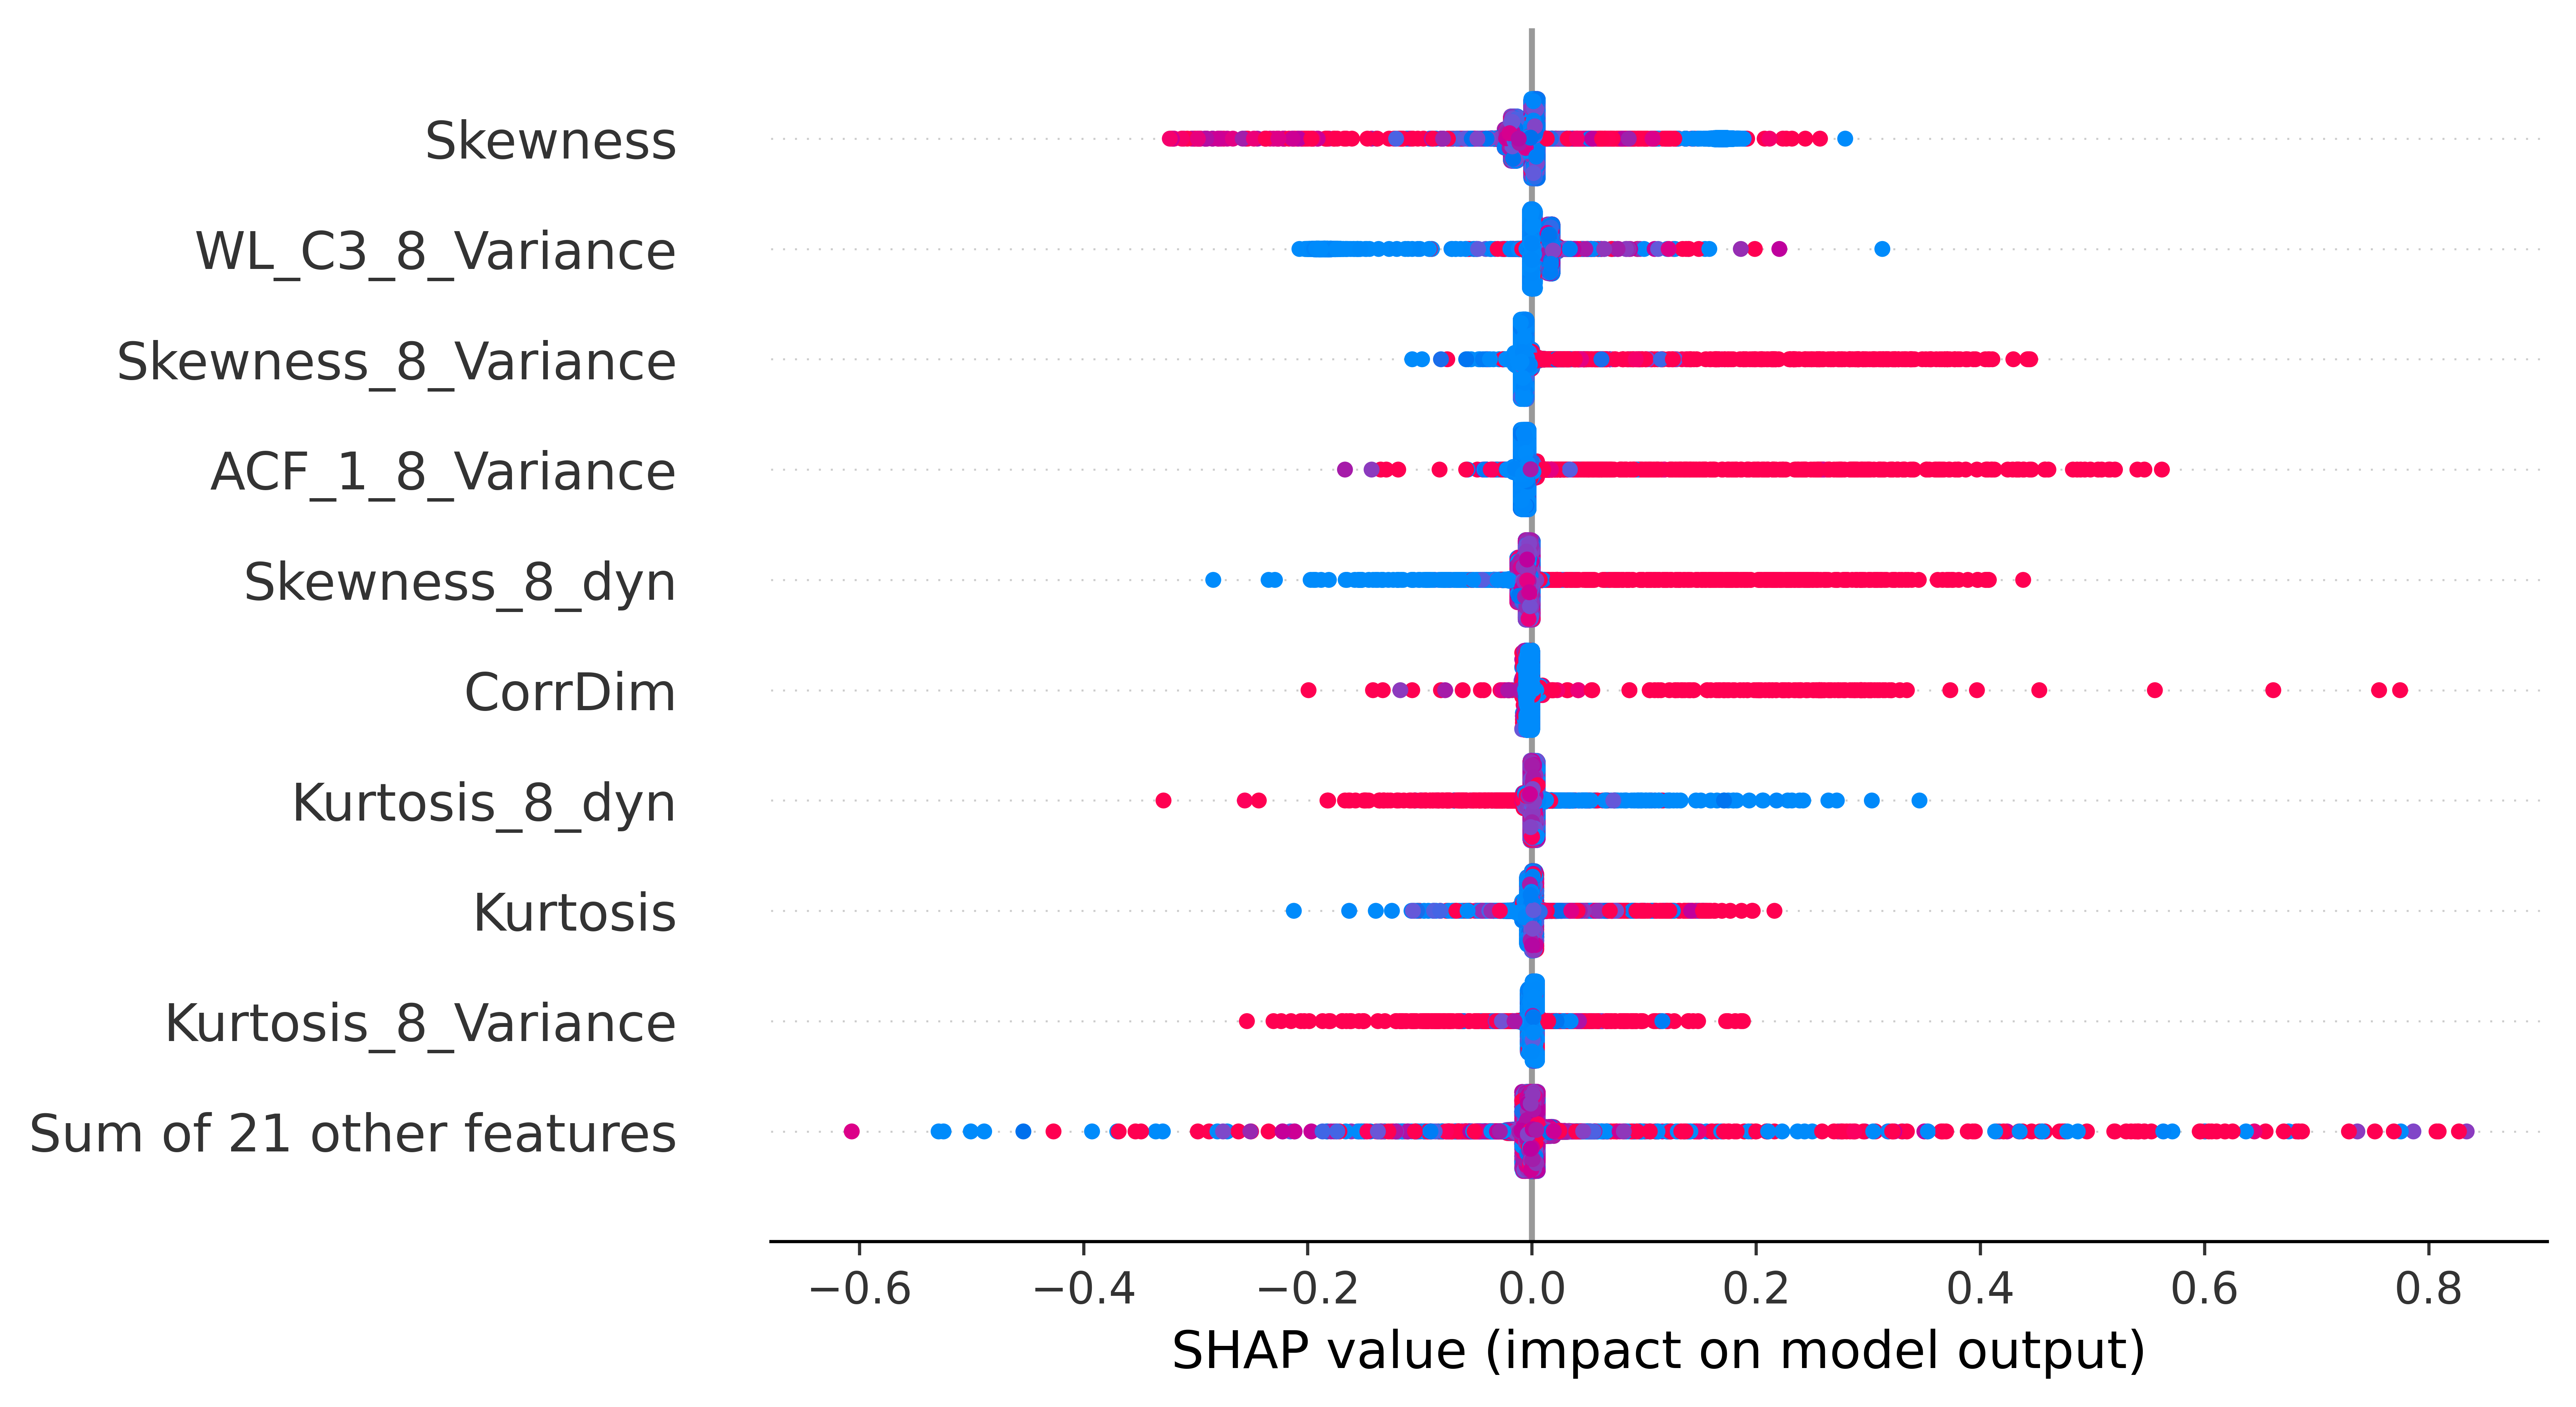 Skewness
WL_C3_8_Variance
Skewness_8_Variance
ACF_1_8_Variance
Skewness_8_dyn
CorrDim
Kurtosis_8_dyn
Kurtosis
Kurtosis_8_Variance
Sum of 21 other features
−0.6 −0.4 −0.2 0.0 0.2 0.4 0.6 0.8
SHAP value (impact on model output)